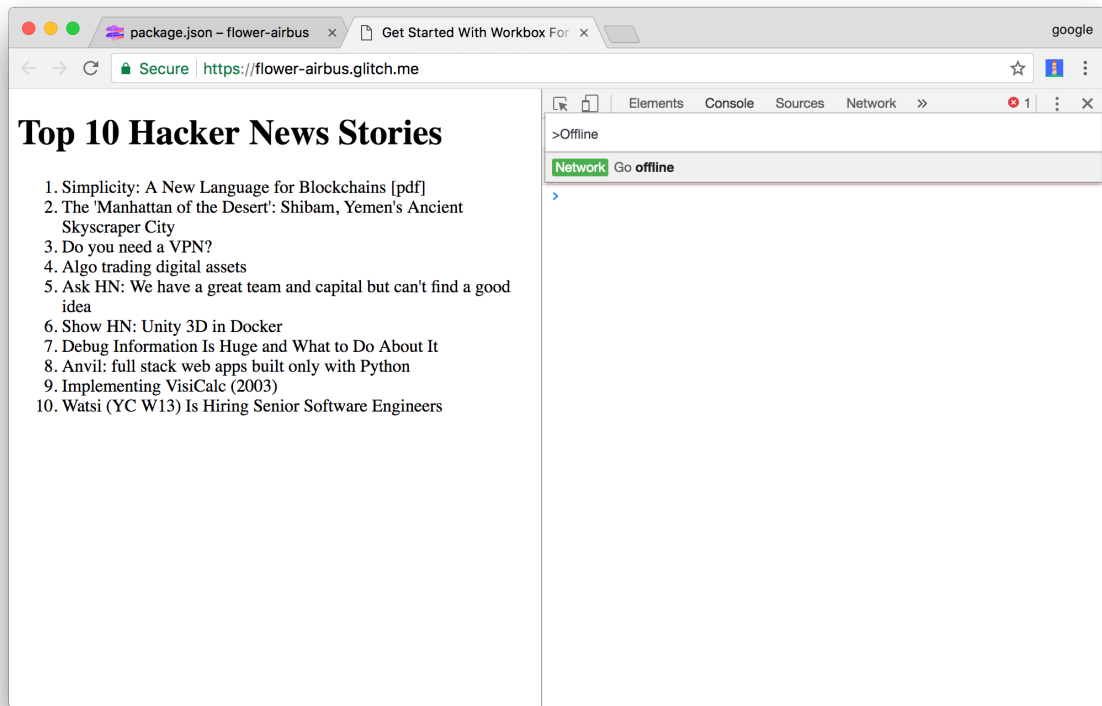 package.json – flower-airbus
Get Started With Workbox For
google
Secure https://flower-airbus.glitch.me
Top 10 Hacker News Stories
1. Simplicity: A New Language for Blockchains [pdf]
2. The 'Manhattan of the Desert': Shibam, Yemen's Ancient
Skyscraper City
3. Do you need a VPN?
4. Algo trading digital assets
5. Ask HN: We have a great team and capital but can't find a good
idea
6. Show HN: Unity 3D in Docker
7. Debug Information Is Huge and What to Do About It
8. Anvil: full stack web apps built only with Python
9. Implementing VisiCalc (2003)
10. Watsi (YC W13) Is Hiring Senior Software Engineers
Elements Console Sources Network » 1
>Offline
Network Go offline
>